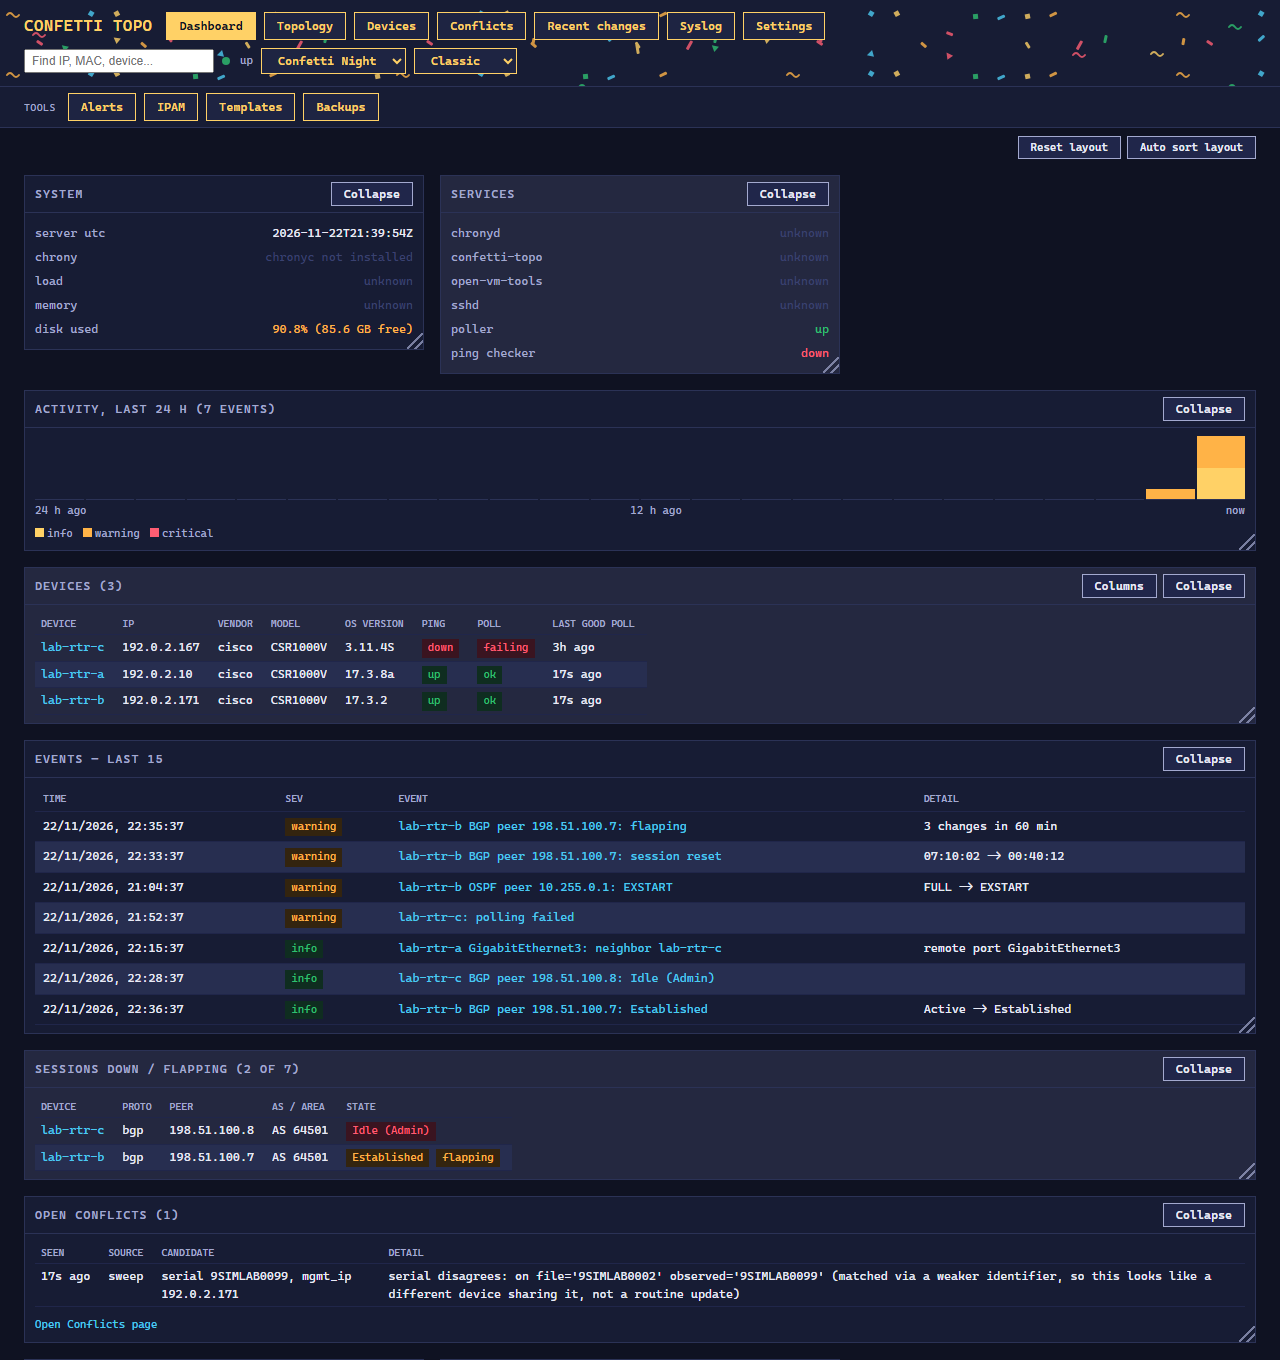 CONFETTI TOPO Dashboard Topology Devices Conflicts Recent changes Syslog Settings
Find IP, MAC, device... up Confetti Night Classic
TOOLS Alerts IPAM Templates Backups
Reset layout Auto sort layout
SYSTEM Collapse
server utc 2026-11-22T21:39:54Z
chrony chronyc not installed
load unknown
memory unknown
disk used 90.8% (85.6 GB free)
SERVICES Collapse
chronyd unknown
confetti-topo unknown
open-vm-tools unknown
sshd unknown
poller up
ping checker down
ACTIVITY, LAST 24 H (7 EVENTS) Collapse
24 h ago 12 h ago now
info warning critical
DEVICES (3) Columns Collapse
DEVICE IP VENDOR MODEL OS VERSION PING POLL LAST GOOD POLL
lab-rtr-c 192.0.2.167 cisco CSR1000V 3.11.4S down failing 3h ago
lab-rtr-a 192.0.2.10 cisco CSR1000V 17.3.8a up ok 17s ago
lab-rtr-b 192.0.2.171 cisco CSR1000V 17.3.2 up ok 17s ago
EVENTS — LAST 15 Collapse
TIME SEV EVENT DETAIL
22/11/2026, 22:35:37 warning lab-rtr-b BGP peer 198.51.100.7: flapping 3 changes in 60 min
22/11/2026, 22:33:37 warning lab-rtr-b BGP peer 198.51.100.7: session reset 07:10:02 → 00:40:12
22/11/2026, 21:04:37 warning lab-rtr-b OSPF peer 10.255.0.1: EXSTART FULL → EXSTART
22/11/2026, 21:52:37 warning lab-rtr-c: polling failed
22/11/2026, 22:15:37 info lab-rtr-a GigabitEthernet3: neighbor lab-rtr-c remote port GigabitEthernet3
22/11/2026, 22:28:37 info lab-rtr-c BGP peer 198.51.100.8: Idle (Admin)
22/11/2026, 22:36:37 info lab-rtr-b BGP peer 198.51.100.7: Established Active → Established
SESSIONS DOWN / FLAPPING (2 OF 7) Collapse
DEVICE PROTO PEER AS / AREA STATE
lab-rtr-c bgp 198.51.100.8 AS 64501 Idle (Admin)
lab-rtr-b bgp 198.51.100.7 AS 64501 Established flapping
OPEN CONFLICTS (1) Collapse
SEEN SOURCE CANDIDATE DETAIL
17s ago sweep serial 9SIMLAB0099, mgmt_ip serial disagrees: on file='9SIMLAB0002' observed='9SIMLAB0099' (matched via a weaker identifier, so this looks like a
192.0.2.171 different device sharing it, not a routine update)
Open Conflicts page